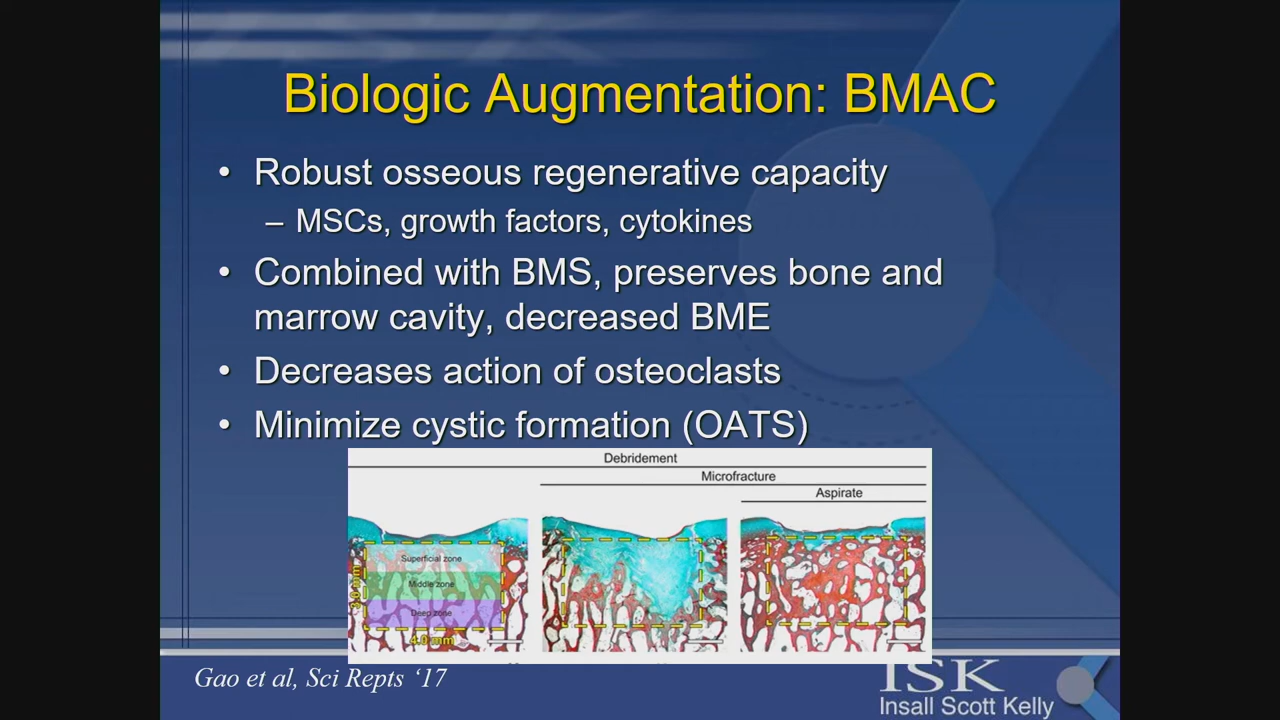 Biologic Augmentation: BMAC
• Robust osseous regenerative capacity
– MSCs, growth factors, cytokines
• Combined with BMS, preserves bone and
marrow cavity, decreased BME
• Decreases action of osteoclasts
• Minimize cystic formation (OATS)
Debridement
Microfracture
Aspirate
Superficial zone
Middle zone
Deep zone
4.0 mm
Gao et al, Sci Repts ‘17
ISK
Insall Scott Kelly